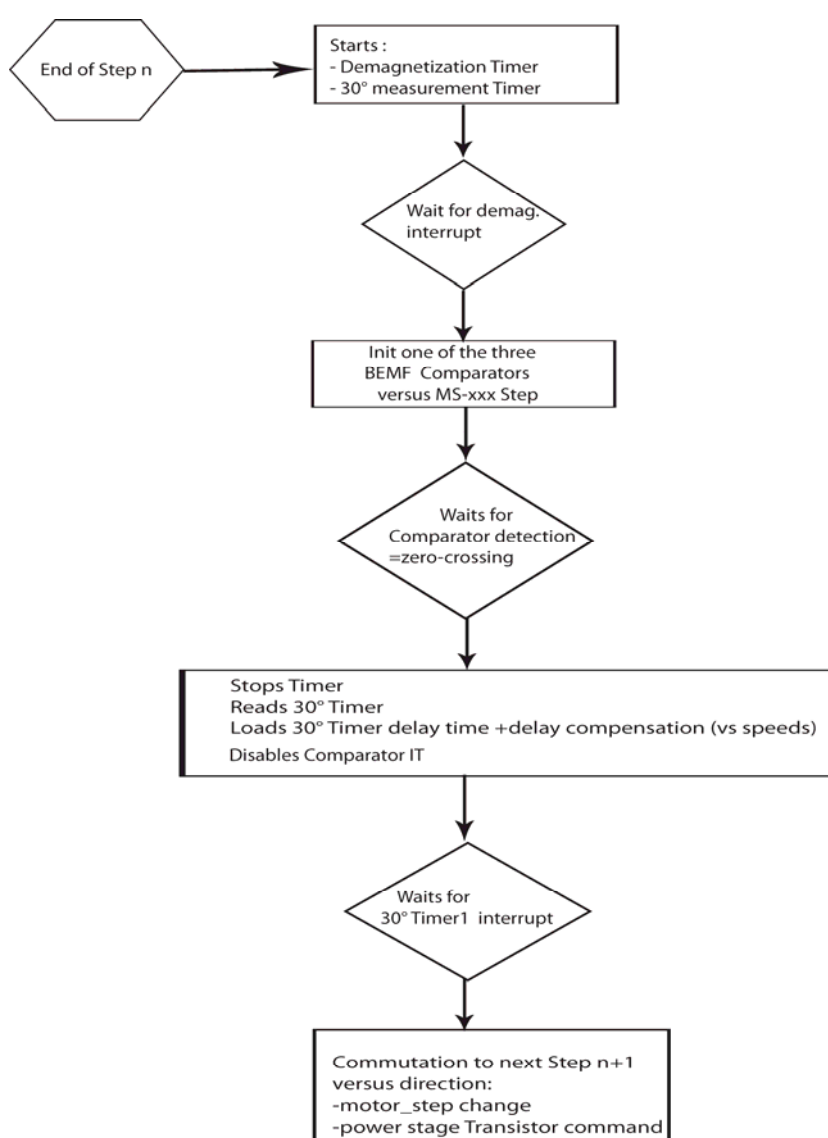 End of Step n
Starts :
- Demagnetization Timer
- 30° measurement Timer
Wait for demag.
interrupt
Init one of the three
BEMF Comparators
versus MS-xxx Step
Waits for
Comparator detection
=zero-crossing
Stops Timer
Reads 30° Timer
Loads 30° Timer delay time +delay compensation (vs speeds)
Disables Comparator IT
Waits for
30° Timer1 interrupt
Commutation to next Step n+1
versus direction:
-motor_step change
-power stage Transistor command